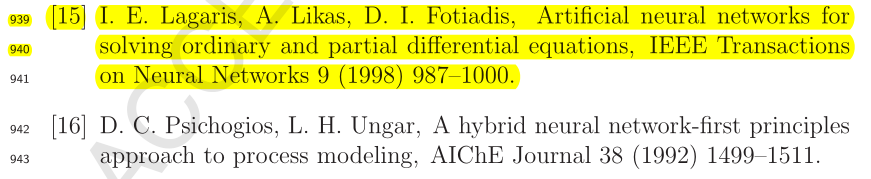 939 [15] I. E. Lagaris, A. Likas, D. I. Fotiadis, Artificial neural networks for
940 solving ordinary and partial differential equations, IEEE Transactions
941 on Neural Networks 9 (1998) 987–1000.
942 [16] D. C. Psichogios, L. H. Ungar, A hybrid neural network-first principles
943 approach to process modeling, AIChE Journal 38 (1992) 1499–1511.